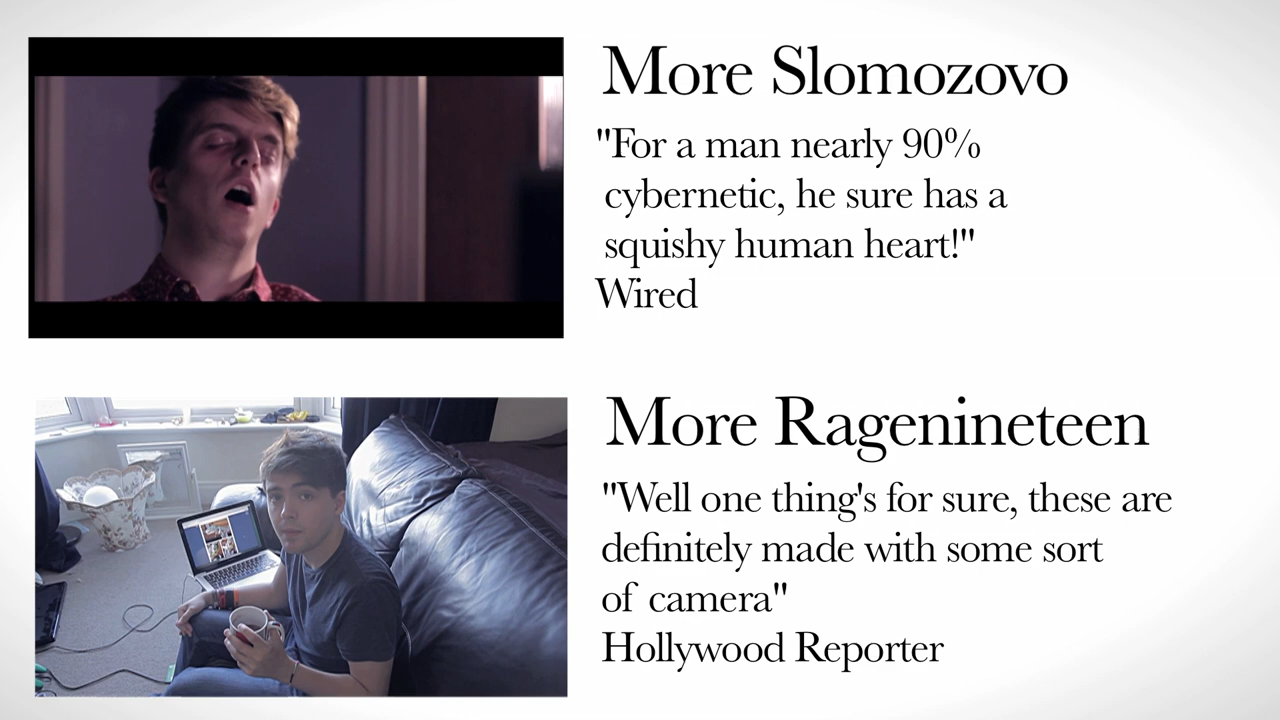 More Slomozovo
"For a man nearly 90%
cybernetic, he sure has a
squishy human heart!"
Wired
More Ragenineteen
"Well one thing's for sure, these are
definitely made with some sort
of camera"
Hollywood Reporter